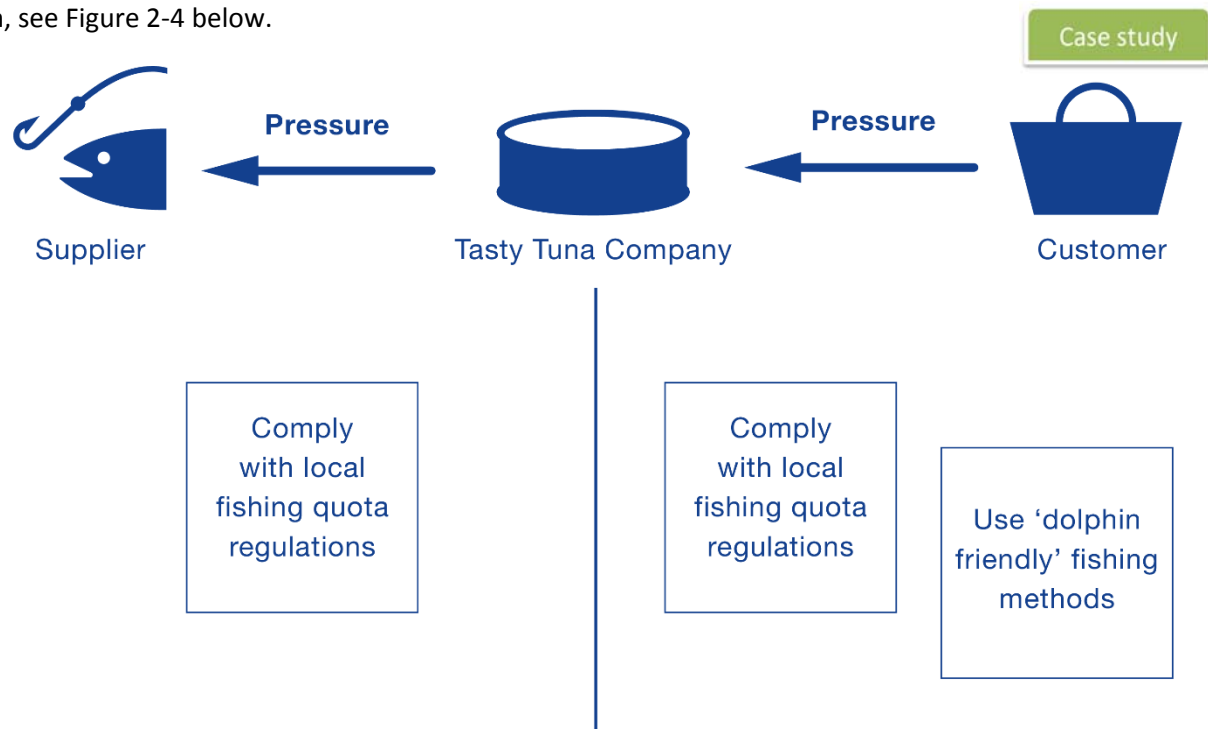 , see Figure 2-4 below.
Case study
Pressure
Pressure
Supplier
Tasty Tuna Company
Customer
Comply
with local
fishing quota
regulations
Comply
with local
fishing quota
regulations
Use ‘dolphin
friendly’ fishing
methods